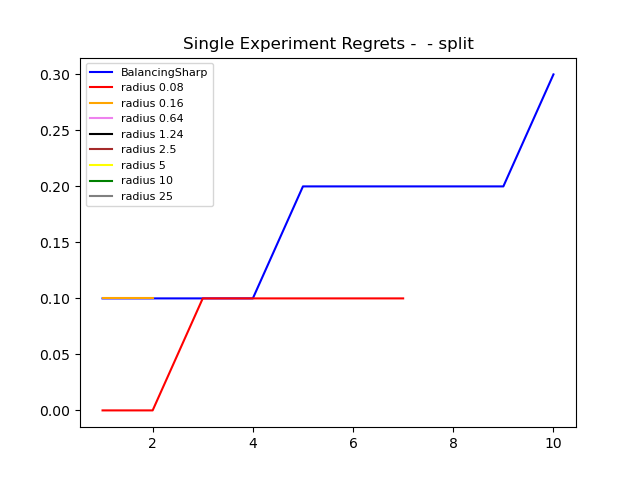 Single Experiment Regrets -  - split
0.30
0.25
0.20
0.15
0.10
0.05
0.00
BalancingSharp
radius 0.08
radius 0.16
radius 0.64
radius 1.24
radius 2.5
radius 5
radius 10
radius 25
2 4 6 8 10